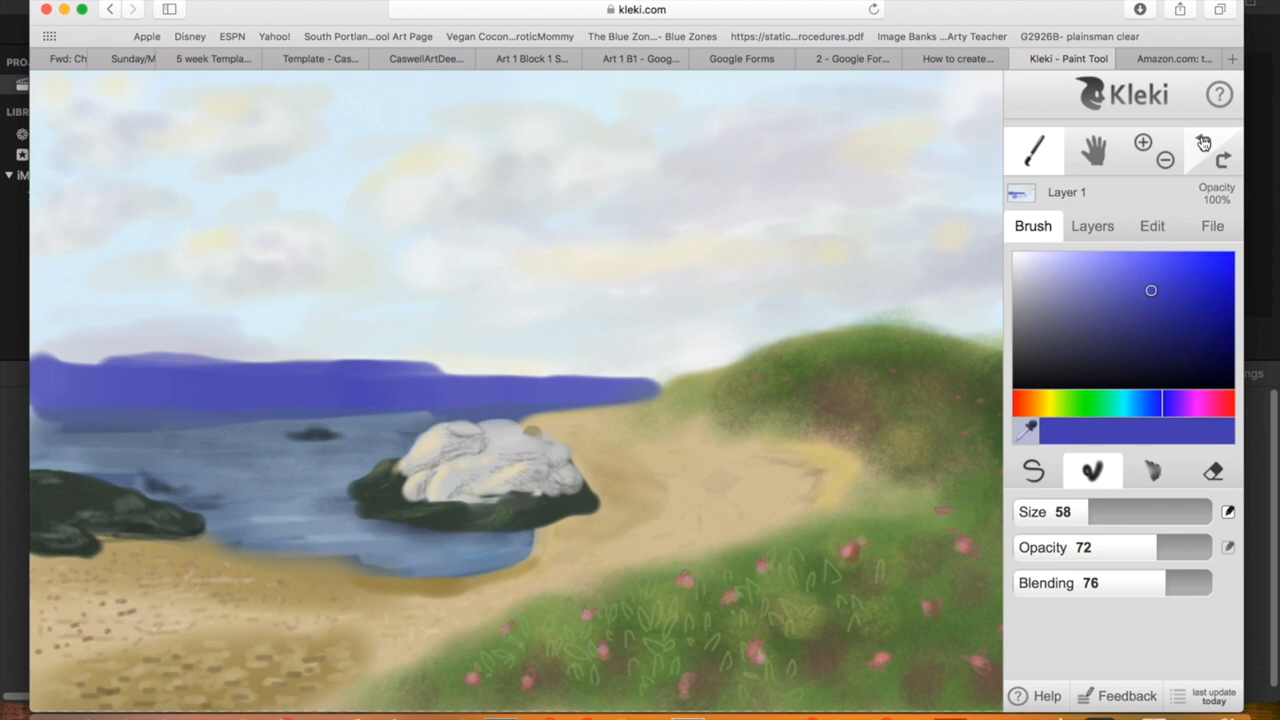 kleki.com
Apple Disney ESPN Yahoo! South Portlan...ool Art Page Vegan Cocon...roticMommy The Blue Zon...- Blue Zones https://static...rocedures.pdf Image Banks ...Arty Teacher G2926B- plainsman clear
Fwd: Ch Sunday/M 5 week Templa... Template - Cas... CaswellArtDee... Art 1 Block 1 S... Art 1 B1 - Goog... Google Forms 2 - Google For... How to create... Kleki - Paint Tool Amazon.com: t...
PRO
Kleki
?
LIBR
Layer 1
Opacity
100%
iM
Brush Layers Edit File
ngs
Size 58
Opacity 72
Blending 76
? Help Feedback last update
today